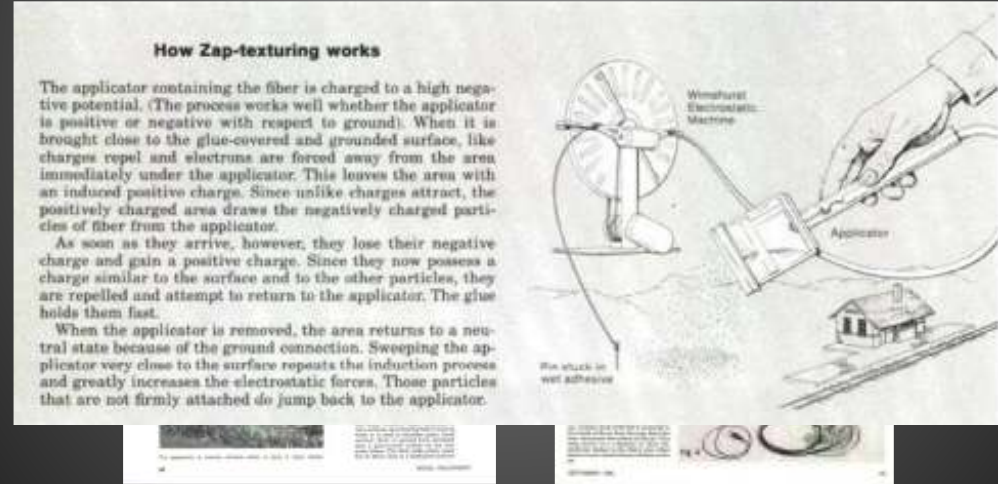 How Zap-texturing works
The applicator containing the fiber is charged to a high nega-
tive potential. (The process works well whether the applicator
is positive or negative with respect to ground). When it is
brought close to the glue-covered and grounded surface, like
charges repel and electrons are forced away from the area
immediately under the applicator. This leaves the area with
an induced positive charge. Since unlike charges attract, the
positively charged area draws the negatively charged parti-
cles of fiber from the applicator.
As soon as they arrive, however, they lose their negative
charge and gain a positive charge. Since they now possess a
charge similar to the surface and to the other particles, they
are repelled and attempt to return to the applicator. The glue
holds them fast.
When the applicator is removed, the area returns to a neu-
tral state because of the ground connection. Sweeping the ap-
plicator very close to the surface repeats the induction process
and greatly increases the electrostatic forces. Those particles
that are not firmly attached do jump back to the applicator.
Wimshurst
Electrostatic
Machine
Applicator
Pin stuck in
wet adhesive